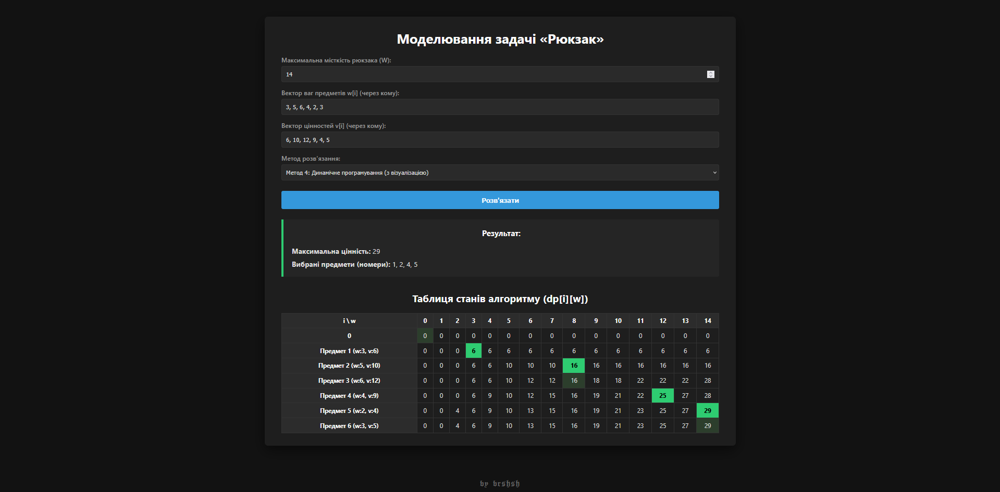 Моделювання задачі «Рюкзак»
Максимальна місткість рюкзака (W):
14
Вектор ваг предметів w[i] (через кому):
3, 5, 6, 4, 2, 3
Вектор цінностей v[i] (через кому):
6, 10, 12, 9, 4, 5
Метод розв'язання:
Метод 4: Динамічне програмування (з візуалізацією)
Розв'язати
Результат:
Максимальна цінність: 29
Вибрані предмети (номери): 1, 2, 4, 5
Таблиця станів алгоритму (dp[i][w])
i \ w 0 1 2 3 4 5 6 7 8 9 10 11 12 13 14
0 0 0 0 0 0 0 0 0 0 0 0 0 0 0 0
Предмет 1 (w:3, v:6) 0 0 0 6 6 6 6 6 6 6 6 6 6 6 6
Предмет 2 (w:5, v:10) 0 0 0 6 6 10 10 10 16 16 16 16 16 16 16
Предмет 3 (w:6, v:12) 0 0 0 6 6 10 12 12 16 18 18 22 22 22 28
Предмет 4 (w:4, v:9) 0 0 0 6 9 10 12 15 16 19 21 22 25 27 28
Предмет 5 (w:2, v:4) 0 0 4 6 9 10 13 15 16 19 21 23 25 27 29
Предмет 6 (w:3, v:5) 0 0 4 6 9 10 13 15 16 19 21 23 25 27 29
by brshsh